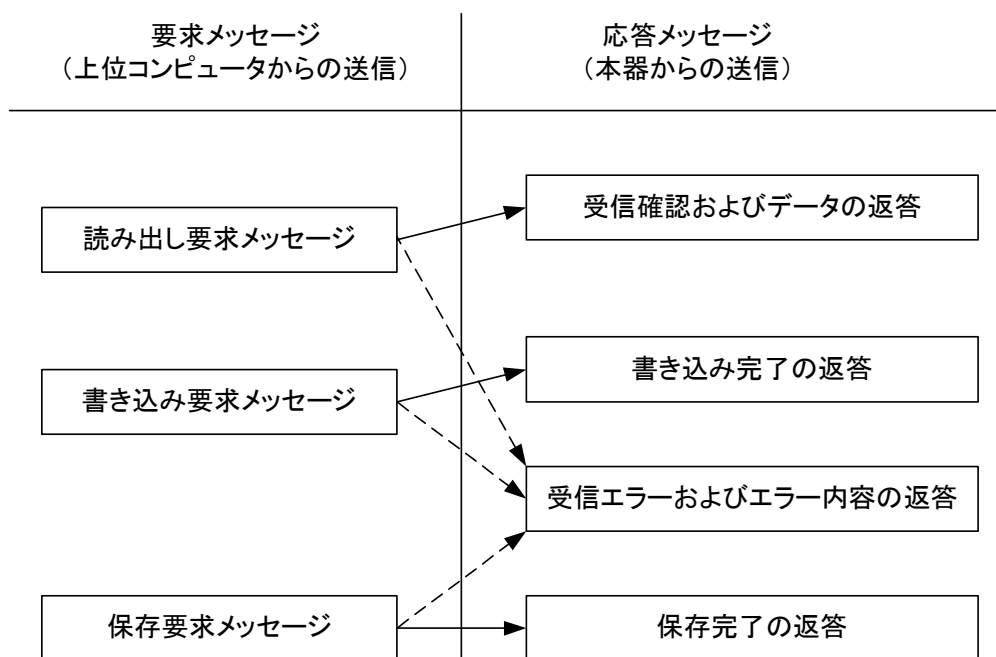 要求メッセージ
（上位コンピュータからの送信）
応答メッセージ
（本器からの送信）
受信確認およびデータの返答
読み出し要求メッセージ
書き込み完了の返答
書き込み要求メッセージ
受信エラーおよびエラー内容の返答
保存要求メッセージ
保存完了の返答